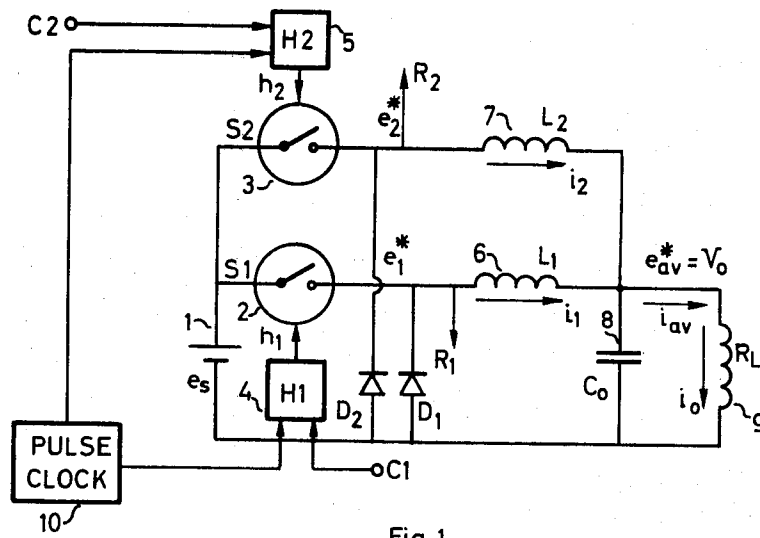 C2
H2
5
h2
R2
e2*
S2
3
7
L2
i2
e1*
S1
2
6
L1
i1
e*av = Vo
1
h1
R1
8
iav
es
4
H1
D2
D1
Co
io
RL
9
PULSE
CLOCK
C1
10
Fig 1